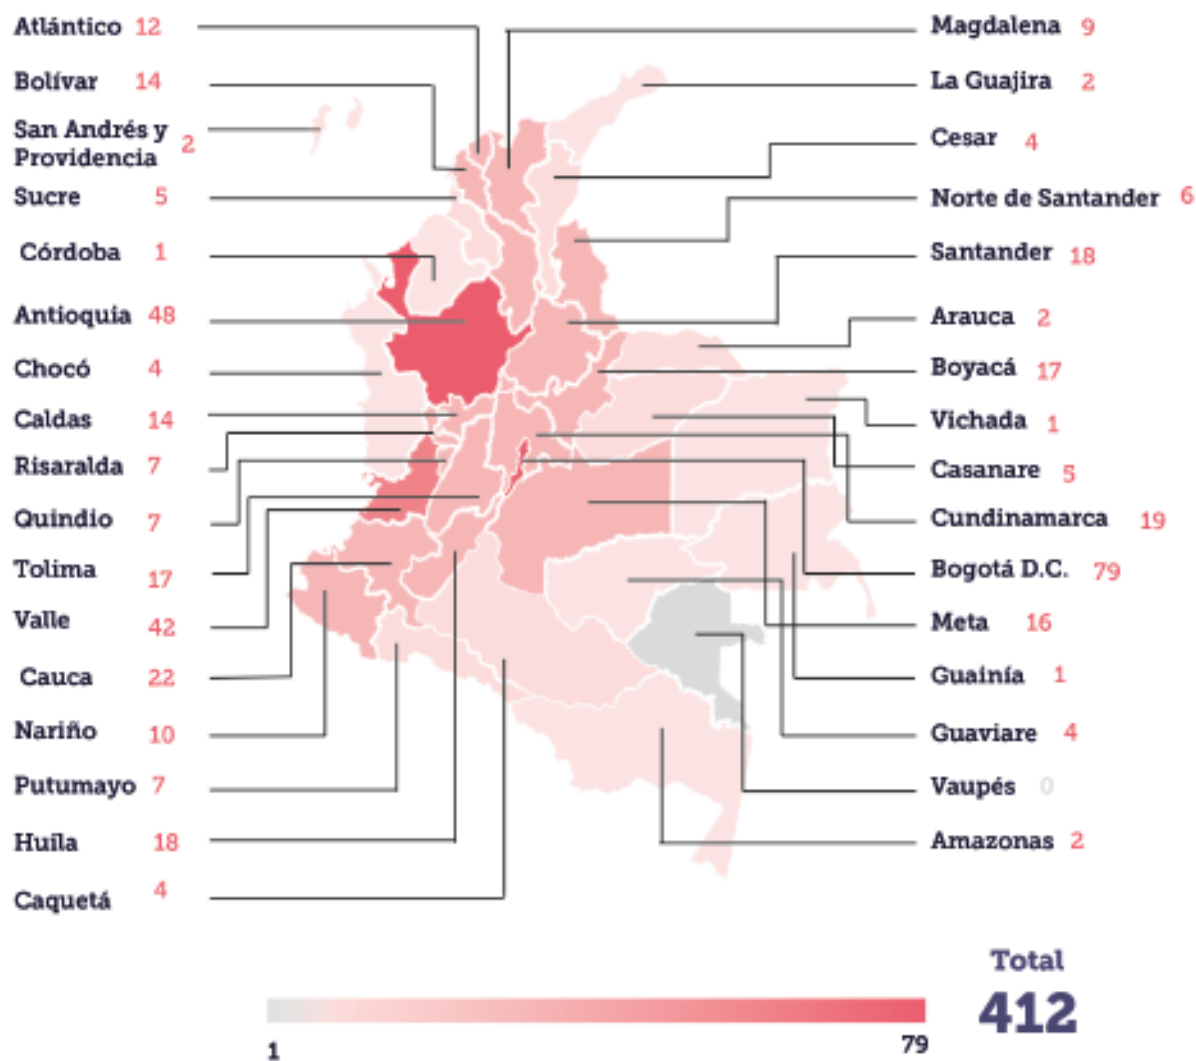 Atlántico 12
Bolívar 14
San Andrés y
Providencia 2
Sucre 5
Córdoba 1
Antioquia 48
Chocó 4
Caldas 14
Risaralda 7
Quindio 7
Tolima 17
Valle 42
Cauca 22
Nariño 10
Putumayo 7
Huila 18
Caquetá 4
Magdalena 9
La Guajira 2
Cesar 4
Norte de Santander 6
Santander 18
Arauca 2
Boyacá 17
Vichada 1
Casanare 5
Cundinamarca 19
Bogotá D.C. 79
Meta 16
Guainía 1
Guaviare 4
Vaupés 0
Amazonas 2
Total
412
1
79